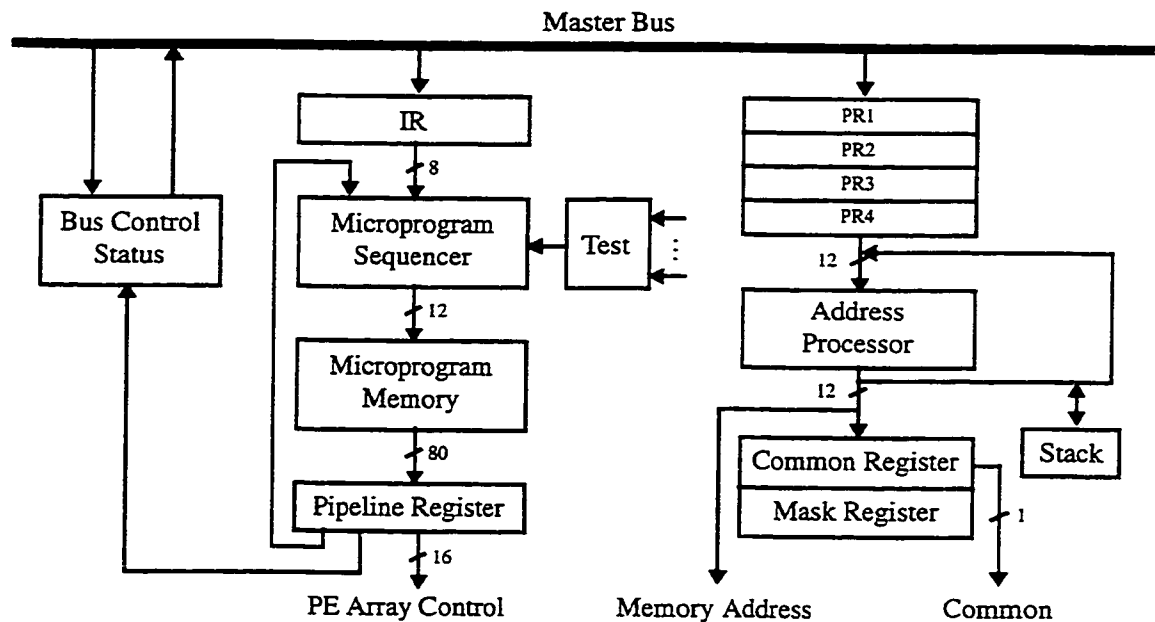 Master Bus
IR
8
Bus Control
Status
Microprogram
Sequencer
Test
12
Microprogram
Memory
80
Pipeline Register
16
PE Array Control
PR1
PR2
PR3
PR4
12
Address
Processor
12
Stack
Common Register
Mask Register
1
Memory Address
Common